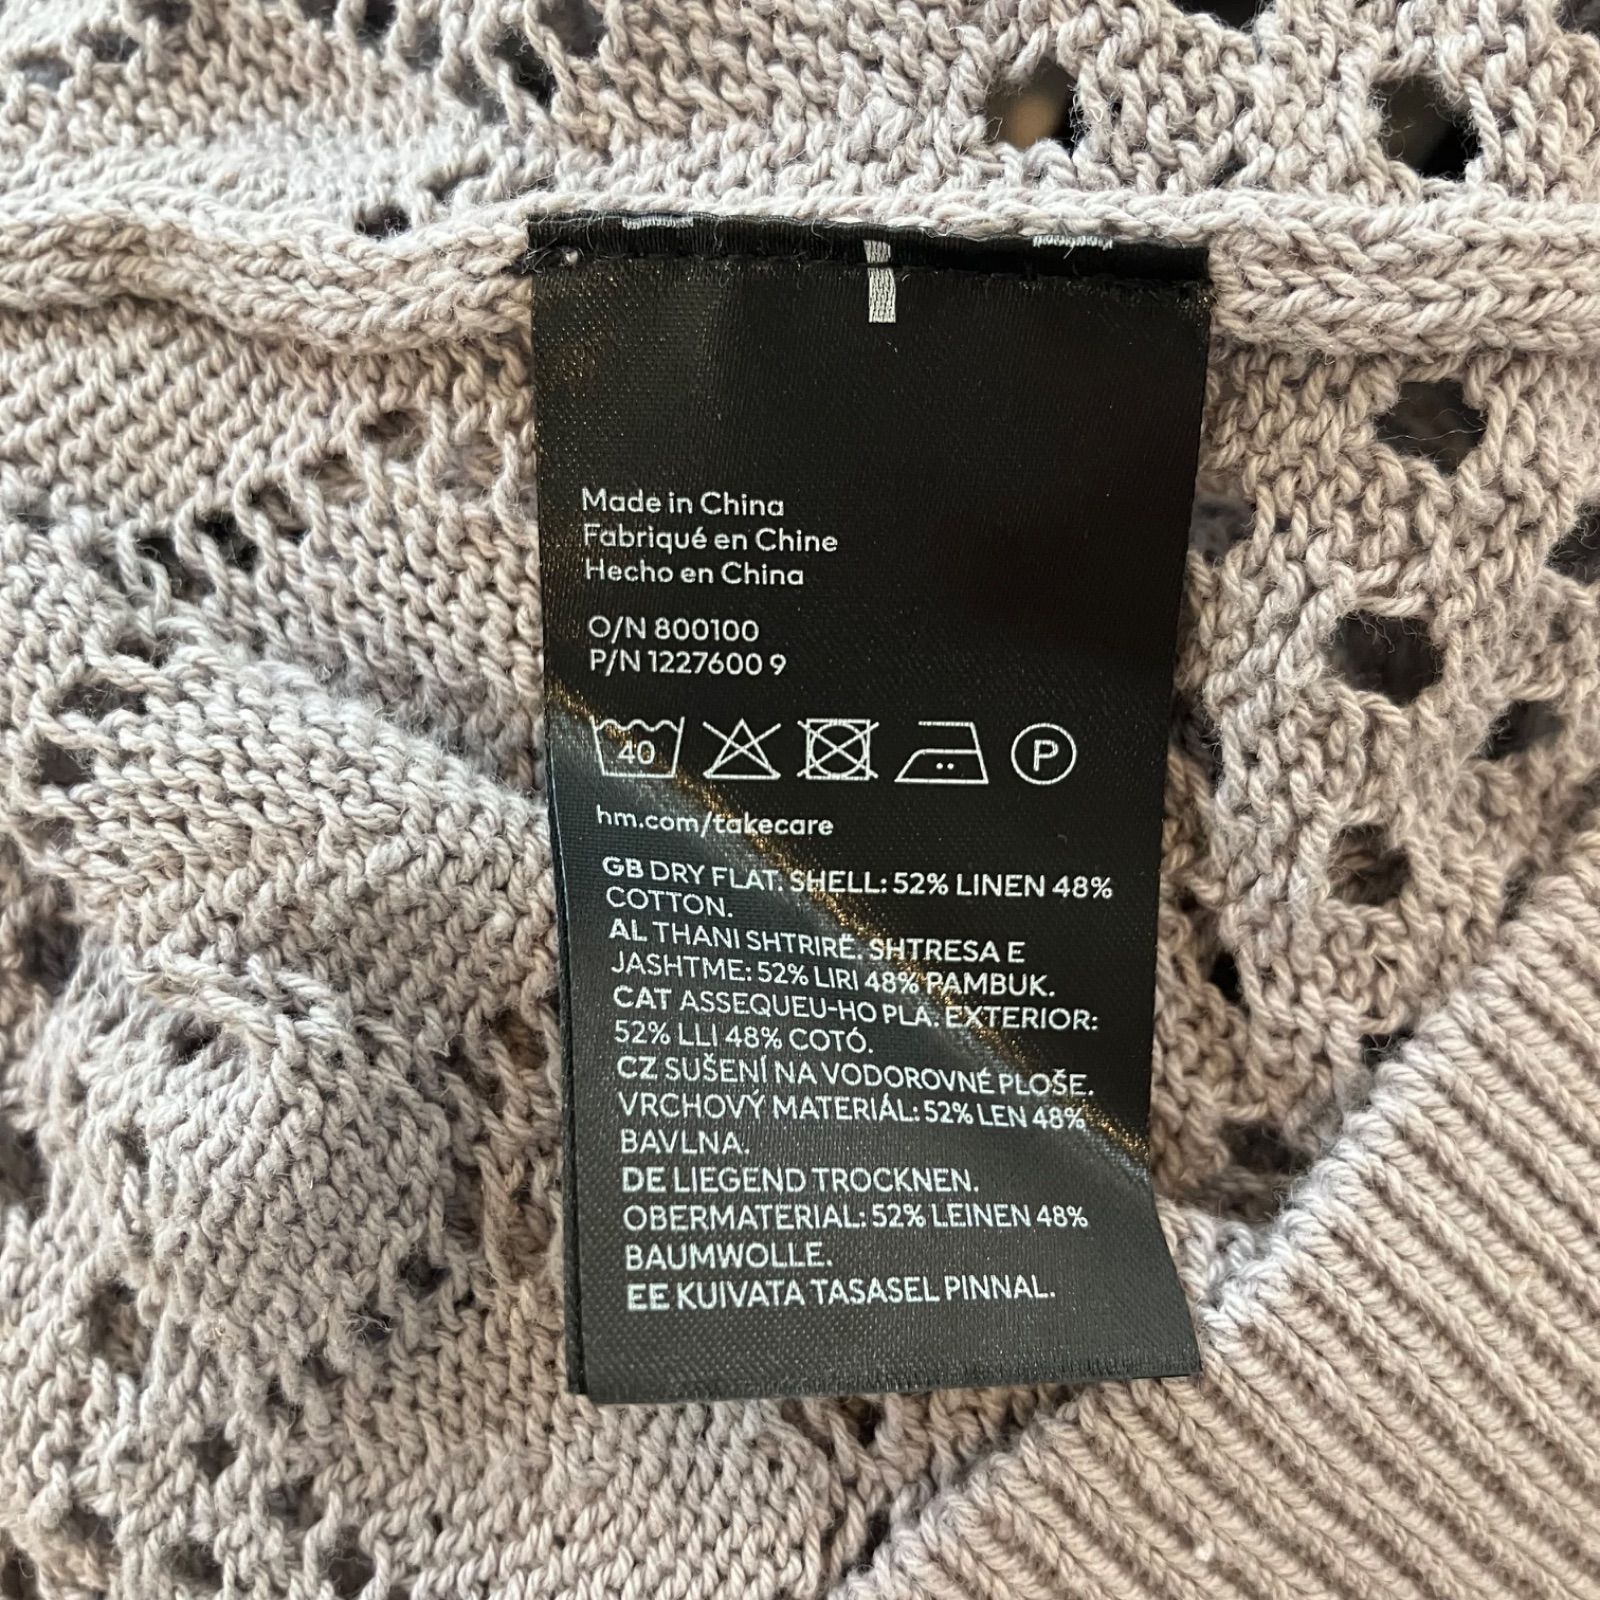 Made in China
Fabriqué en Chine
Hecho en China
O/N 800100
P/N 1227600 9
40
P
hm.com/takecare
GB DRY FLAT. SHELL: 52% LINEN 48%
COTTON.
AL THANI SHTRIRË. SHTRESA E
JASHTME: 52% LIRI 48% PAMBUK.
CAT ASSEQUEU-HO PLA. EXTERIOR:
52% LLI 48% COTÓ.
CZ SUŠENÍ NA VODOROVNÉ PLOŠE.
VRCHOVÝ MATERIÁL: 52% LEN 48%
BAVLNA.
DE LIEGEND TROCKNEN.
OBERMATERIAL: 52% LEINEN 48%
BAUMWOLLE.
EE KUIVATA TASASEL PINNAL.